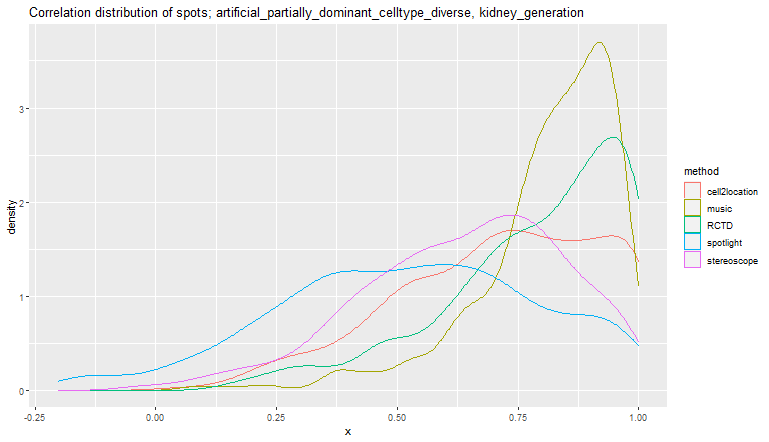 Correlation distribution of spots; artificial_partially_dominant_celltype_diverse, kidney_generation
density
3
2
1
0
-0.25
0.00
0.25
0.50
0.75
1.00
x
method
cell2location
music
RCTD
spotlight
stereoscope